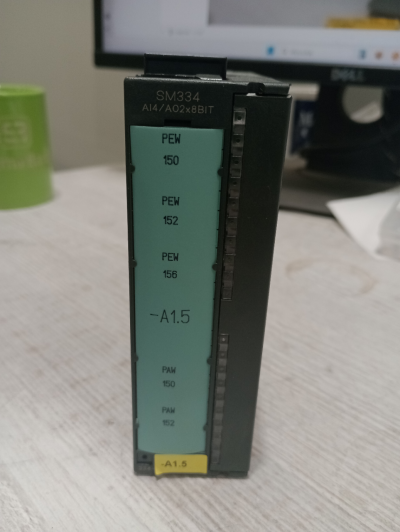 SM334
AI4/AO2x8BIT
PEW
150
PEW
152
PEW
156
-A1.5
PAW
150
PAW
152
-A1.5
DELL